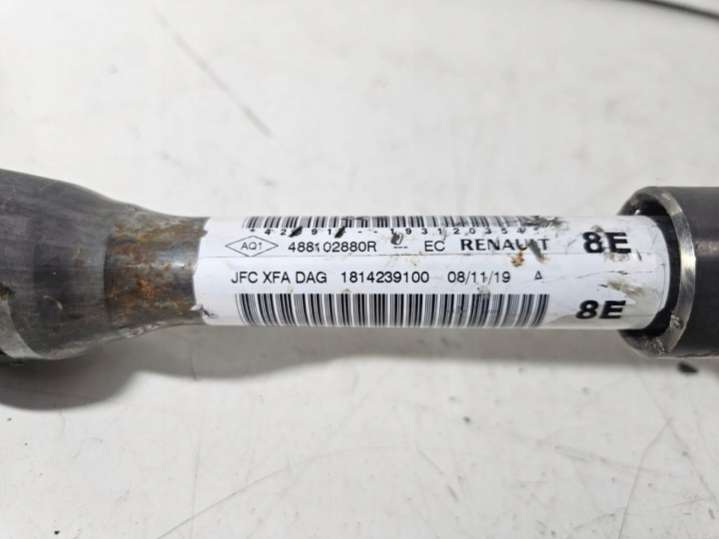 AQ1 488102880R --- EC RENAULT 8E
JFC XFA DAG 1814239100 08/11/19 A
8E